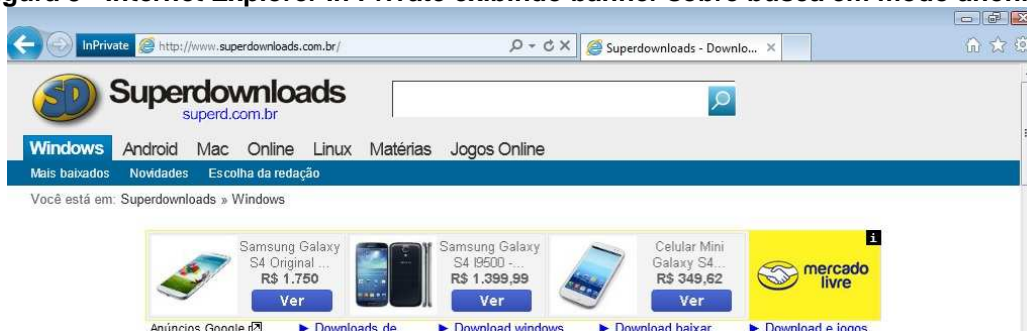 InPrivate http://www.superdownloads.com.br/ Superdownloads - Downlo...
SD Superdownloads
superd.com.br
Windows Android Mac Online Linux Matérias Jogos Online
Mais baixados Novidades Escolha da redação
Você está em: Superdownloads » Windows
Samsung Galaxy S4 Original ... R$ 1.750 Ver
Samsung Galaxy S4 I9500 -... R$ 1.399,99 Ver
Celular Mini Galaxy S4... R$ 349,62 Ver
mercado livre
Anúncios Google ► Downloads de ► Download windows ► Download baixar ► Download e jogos